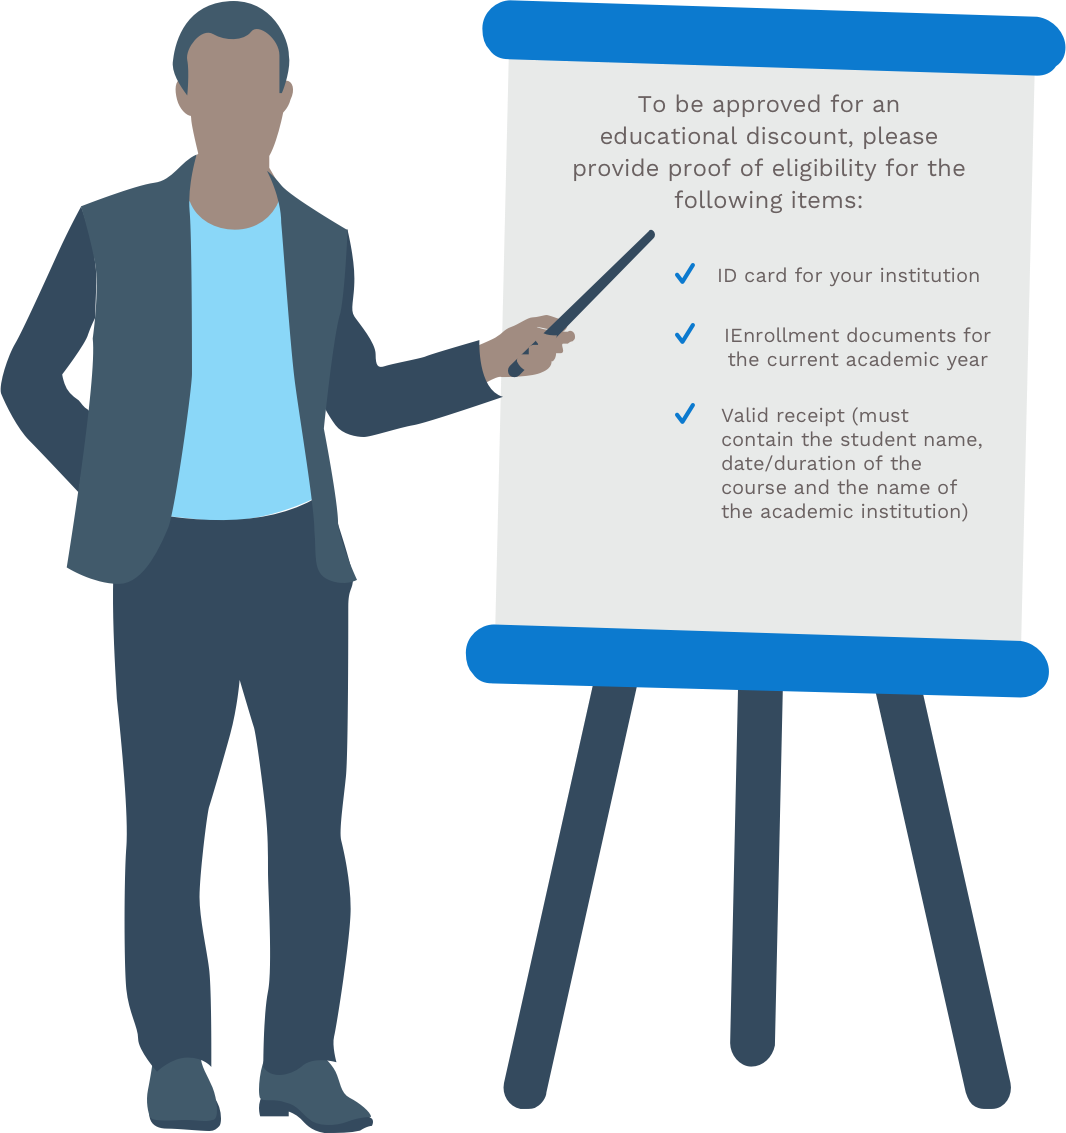 To be approved for an
educational discount, please
provide proof of eligibility for the
following items:
ID card for your institution
IEnrollment documents for
the current academic year
Valid receipt (must
contain the student name,
date/duration of the
course and the name of
the academic institution)